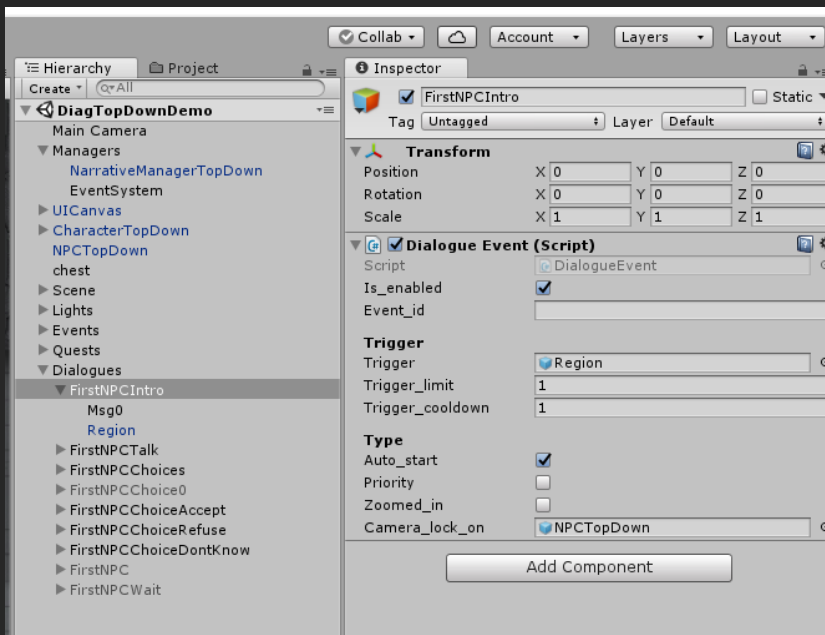 Collab Account Layers Layout
Hierarchy Project
Create All
DiagTopDownDemo
Main Camera
Managers
NarrativeManagerTopDown
EventSystem
UICanvas
CharacterTopDown
NPCTopDown
chest
Scene
Lights
Events
Quests
Dialogues
FirstNPCIntro
Msg0
Region
FirstNPCTalk
FirstNPCChoices
FirstNPCChoice0
FirstNPCChoiceAccept
FirstNPCChoiceRefuse
FirstNPCChoiceDontKnow
FirstNPC
FirstNPCWait
Inspector
FirstNPCIntro Static
Tag Untagged Layer Default
Transform
Position X 0 Y 0 Z 0
Rotation X 0 Y 0 Z 0
Scale X 1 Y 1 Z 1
Dialogue Event (Script)
Script DialogueEvent
Is_enabled
Event_id
Trigger
Trigger Region
Trigger_limit 1
Trigger_cooldown 1
Type
Auto_start
Priority
Zoomed_in
Camera_lock_on NPCTopDown
Add Component